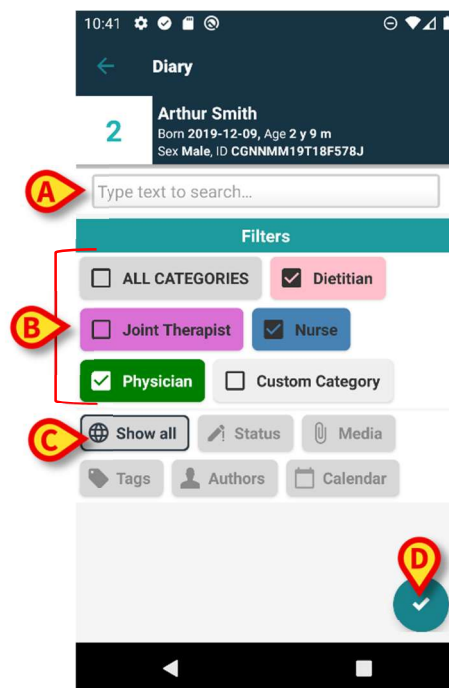 10:41
Diary
2
Arthur Smith
Born 2019-12-09, Age 2 y 9 m
Sex Male, ID CGNNMM19T18F578J
A
Type text to search...
Filters
ALL CATEGORIES Dietitian
B
Joint Therapist Nurse
Physician Custom Category
C
Show all Status Media
Tags Authors Calendar
D